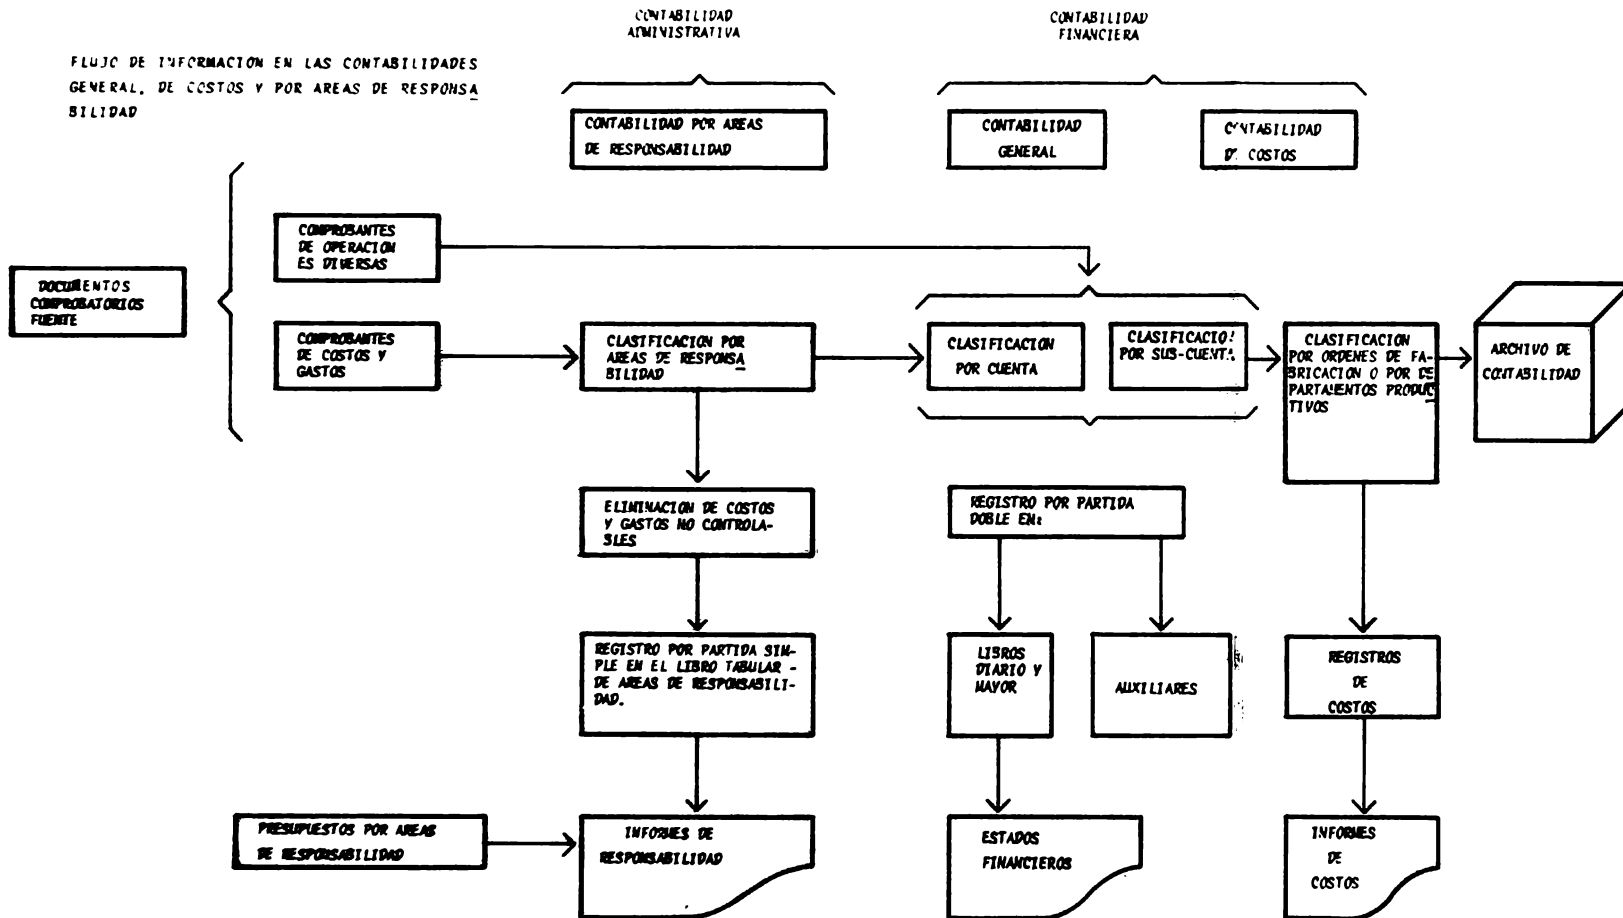 CONTABILIDAD
ADMINISTRATIVA
CONTABILIDAD
FINANCIERA
FLUJO DE INFORMACION EN LAS CONTABILIDADES
GENERAL, DE COSTOS Y POR AREAS DE RESPONSA
BILIDAD
CONTABILIDAD POR AREAS
DE RESPONSABILIDAD
CONTABILIDAD
GENERAL
CONTABILIDAD
DE COSTOS
COMPROBANTES
DE OPERACION
ES DIVERSAS
DOCUMENTOS
COMPROBATORIOS
FUENTE
COMPROBANTES
DE COSTOS Y
GASTOS
CLASIFICACION POR
AREAS DE RESPONSA
BILIDAD
CLASIFICACION
POR CUENTA
CLASIFICACION
POR SUB-CUENTA
CLASIFICACION
POR ORDENES DE FA-
BRICACION O POR DE
PARTAMENTOS PRODUC
TIVOS
ARCHIVO DE
CONTABILIDAD
ELIMINACION DE COSTOS
Y GASTOS NO CONTROLA-
BLES
REGISTRO POR PARTIDA
DOBLE EN:
REGISTRO POR PARTIDA SIM-
PLE EN EL LIBRO TABULAR -
DE AREAS DE RESPONSABILI-
DAD.
LIBROS
DIARIO Y
MAYOR
AUXILIARES
REGISTROS
DE
COSTOS
PRESUPUESTOS POR AREAS
DE RESPONSABILIDAD
INFORMES DE
RESPONSABILIDAD
ESTADOS
FINANCIEROS
INFORMES
DE
COSTOS